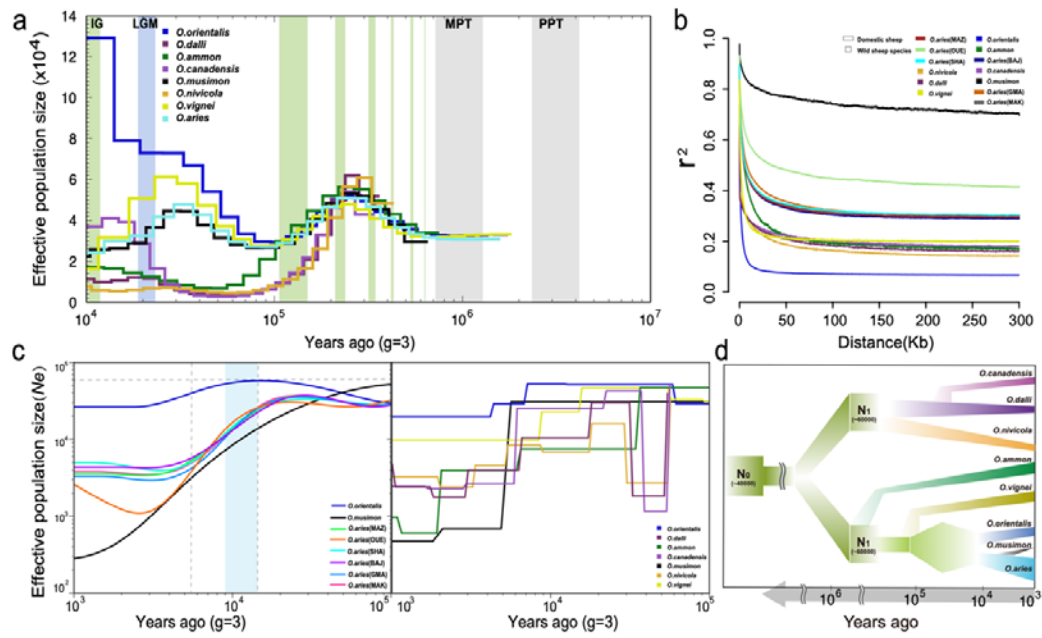 a
Effective population size (x10⁴)
14
12
10
8
6
4
2
0
IG
LGM
MPT
PPT
O.orientalis
O.dalli
O.ammon
O.canadensis
O.musimon
O.nivicola
O.vignei
O.aries
10⁴
10⁵
10⁶
10⁷
Years ago (g=3)
b
r²
1.0
0.8
0.6
0.4
0.2
0.0
Domestic sheep
Wild sheep species
O.aries(MAZ)
O.aries(OUE)
O.aries(SHA)
O.nivicola
O.dalli
O.vignei
O.orientalis
O.ammon
O.aries(BAJ)
O.canadensis
O.musimon
O.aries(GMA)
O.aries(MAK)
0 50 100 150 200 250 300
Distance(Kb)
c
Effective population size(Ne)
10⁵
10⁴
10³
10²
O.orientalis
O.musimon
O.aries(MAZ)
O.aries(OUE)
O.aries(SHA)
O.aries(BAJ)
O.aries(GMA)
O.aries(MAK)
10³
10⁴
10⁵
Years ago (g=3)
O.orientalis
O.dalli
O.ammon
O.canadensis
O.musimon
O.nivicola
O.vignei
10³
10⁴
10⁵
Years ago (g=3)
d
N₀
(~40000)
N₁
(~60000)
N₁
(~60000)
O.canadensis
O.dalli
O.nivicola
O.ammon
O.vignei
O.orientalis
O.musimon
O.aries
10⁶
10⁵
10⁴
10³
Years ago